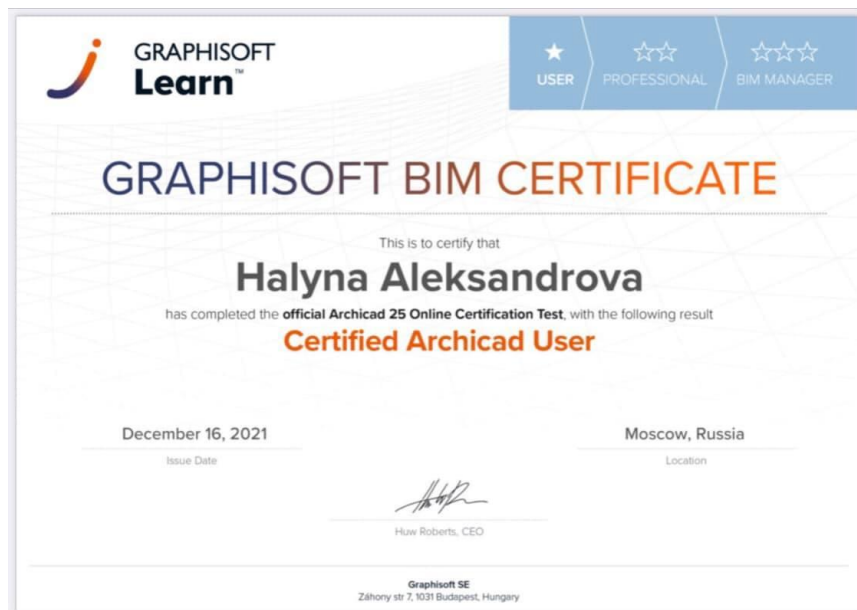 GRAPHISOFT
Learn™
USER
PROFESSIONAL
BIM MANAGER
GRAPHISOFT BIM CERTIFICATE
This is to certify that
Halyna Aleksandrova
has completed the official Archicad 25 Online Certification Test, with the following result
Certified Archicad User
December 16, 2021
Issue Date
Moscow, Russia
Location
Huw Roberts, CEO
Graphisoft SE
Záhony str 7, 1031 Budapest, Hungary